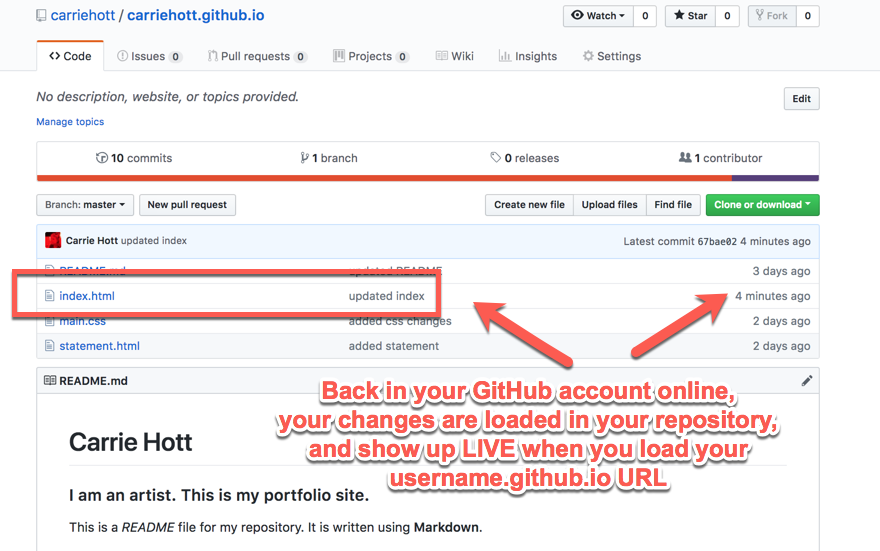 carriehott / carriehott.github.io
Watch 0 Star 0 Fork 0
Code Issues 0 Pull requests 0 Projects 0 Wiki Insights Settings
No description, website, or topics provided.
Edit
Manage topics
10 commits 1 branch 0 releases 1 contributor
Branch: master New pull request Create new file Upload files Find file Clone or download
Carrie Hott updated index Latest commit 67bae02 4 minutes ago
README.md updated README 3 days ago
index.html updated index 4 minutes ago
main.css added css changes 2 days ago
statement.html added statement 2 days ago
README.md
Back in your GitHub account online,
your changes are loaded in your repository,
and show up LIVE when you load your
username.github.io URL
Carrie Hott
I am an artist. This is my portfolio site.
This is a README file for my repository. It is written using Markdown.